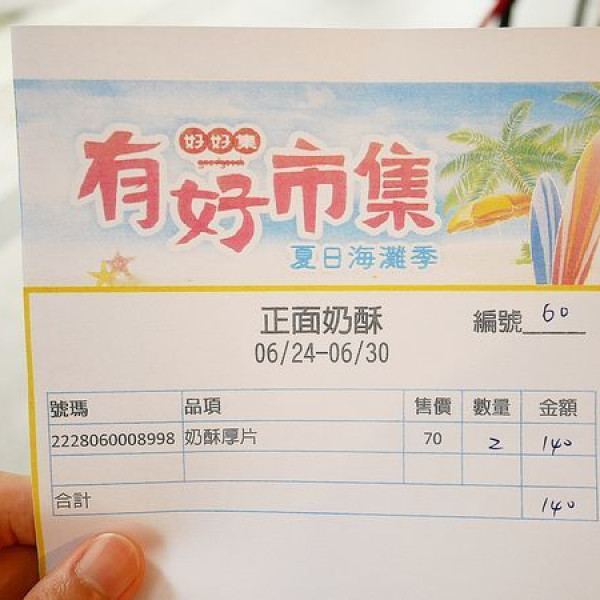 好好集
goodgood
有好市集
夏日海灘季
正面奶酥 編號 60
06/24-06/30
號瑪 品項 售價 數量 金額
2228060008998 奶酥厚片 70 2 140
合計 140